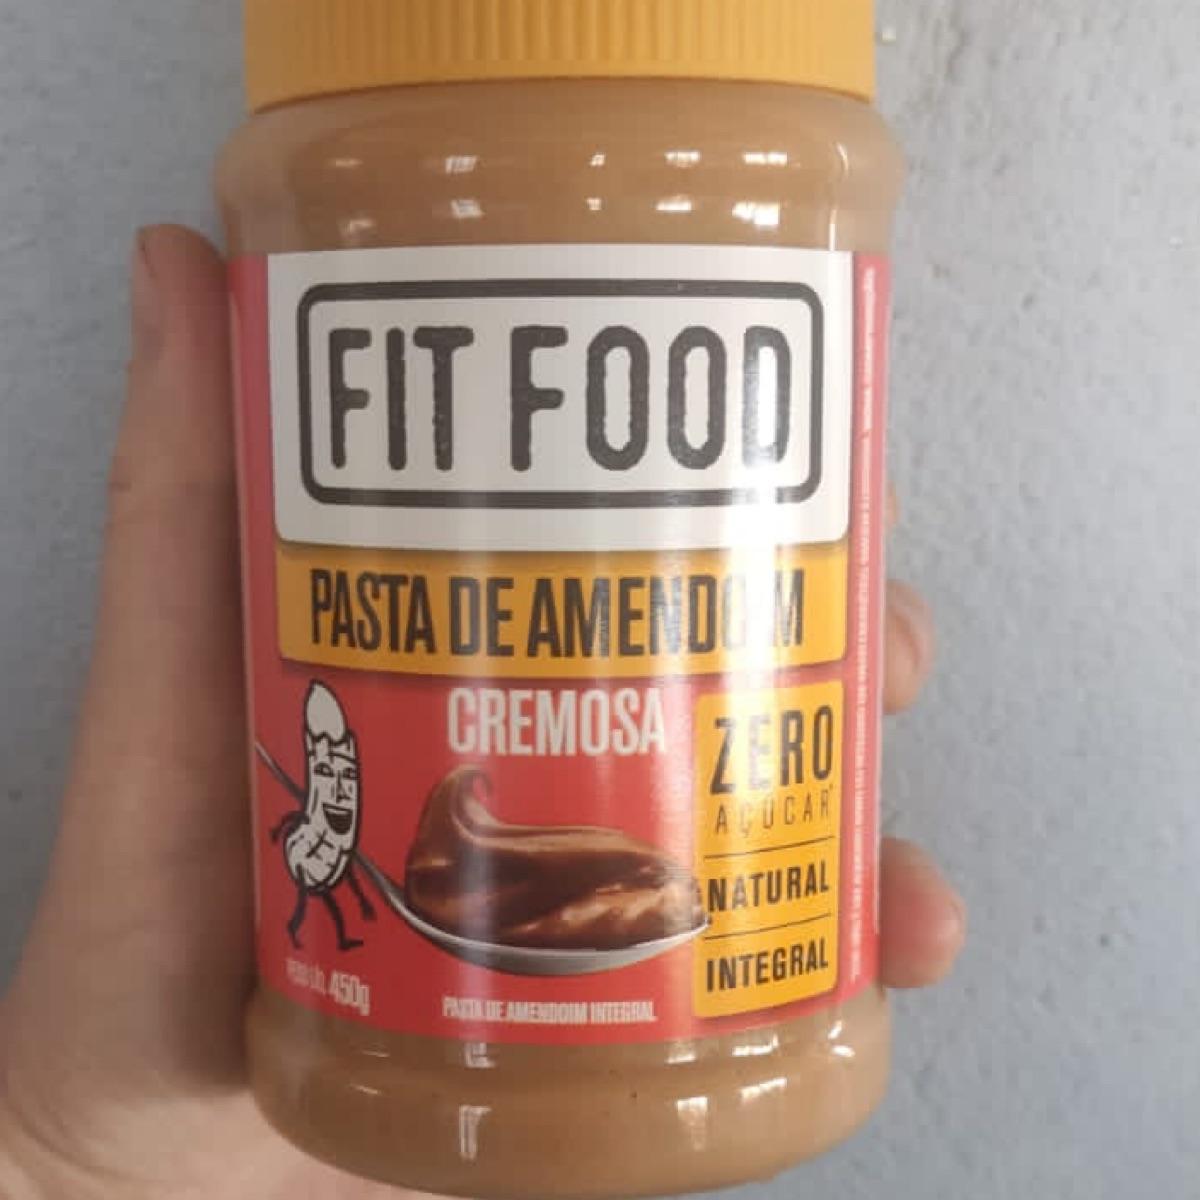 FIT FOOD
PASTA DE AMENDOIM
CREMOSA
ZERO
AÇÚCAR
NATURAL
INTEGRAL
450g
PASTA DE AMENDOIM INTEGRAL